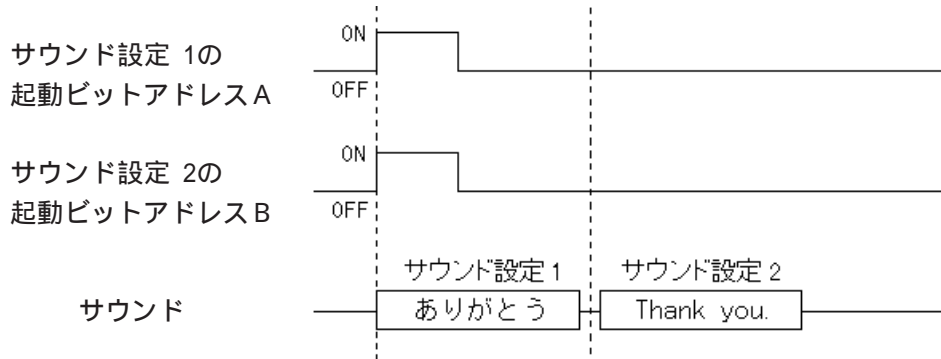 サウンド設定 1の
起動ビットアドレスA
ON
OFF
サウンド設定 2の
起動ビットアドレスB
ON
OFF
サウンド設定 1
サウンド設定 2
サウンド
ありがとう
Thank you.